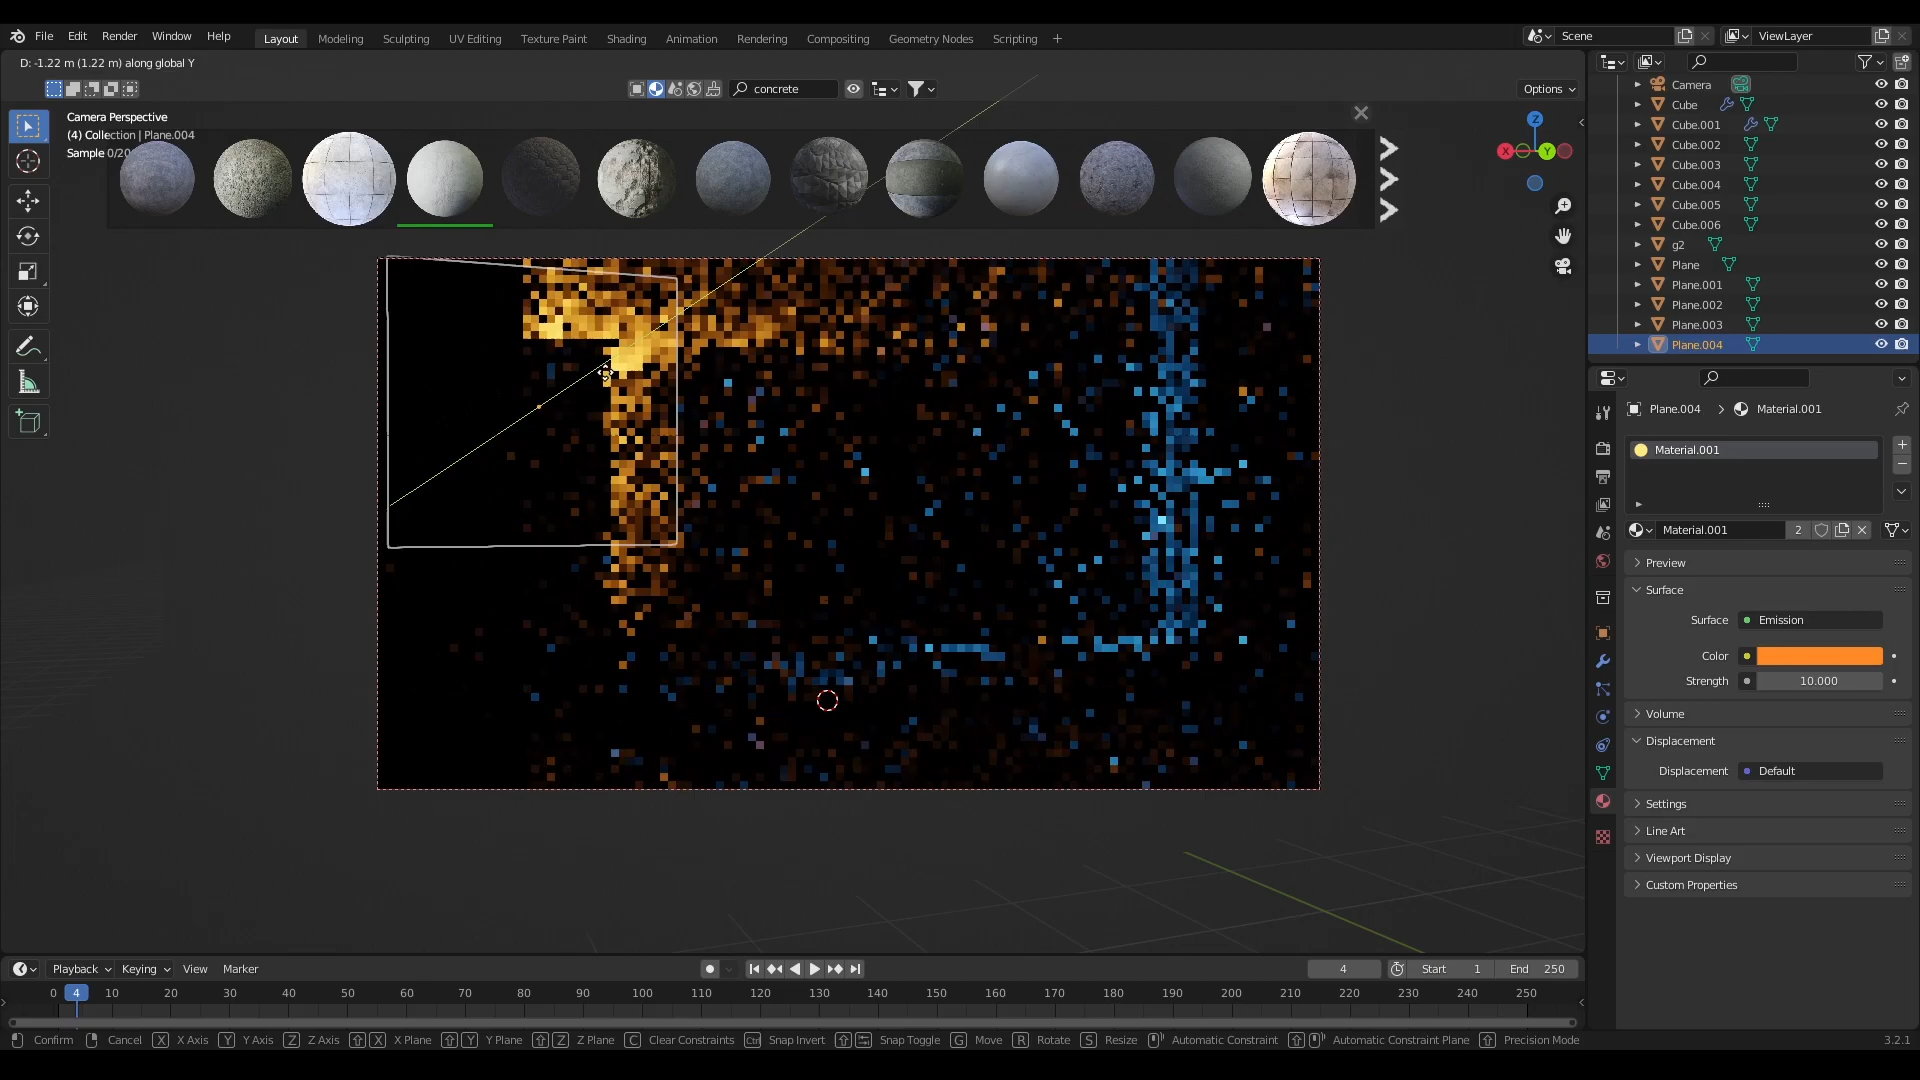 File Edit Render Window Help Layout Modeling Sculpting UV Editing Texture Paint Shading Animation Rendering Compositing Geometry Nodes Scripting + Scene ViewLayer
D: -1.22 m (1.22 m) along global Y
concrete Options
Camera Perspective
(4) Collection | Plane.004
Sample 0/20
Z
X Y
Camera
Cube
Cube.001
Cube.002
Cube.003
Cube.004
Cube.005
Cube.006
g2
Plane
Plane.001
Plane.002
Plane.003
Plane.004
Plane.004 Material.001
Material.001
Material.001 2
Preview
Surface
Surface Emission
Color
Strength 10.000
Volume
Displacement
Displacement Default
Settings
Line Art
Viewport Display
Custom Properties
Playback Keying View Marker 4 Start 1 End 250
0 4 10 20 30 40 50 60 70 80 90 100 110 120 130 140 150 160 170 180 190 200 210 220 230 240 250
Confirm Cancel X X Axis Y Y Axis Z Z Axis X X Plane Y Y Plane Z Z Plane C Clear Constraints Ctrl Snap Invert Snap Toggle G Move R Rotate S Resize Automatic Constraint Automatic Constraint Plane Precision Mode 3.2.1